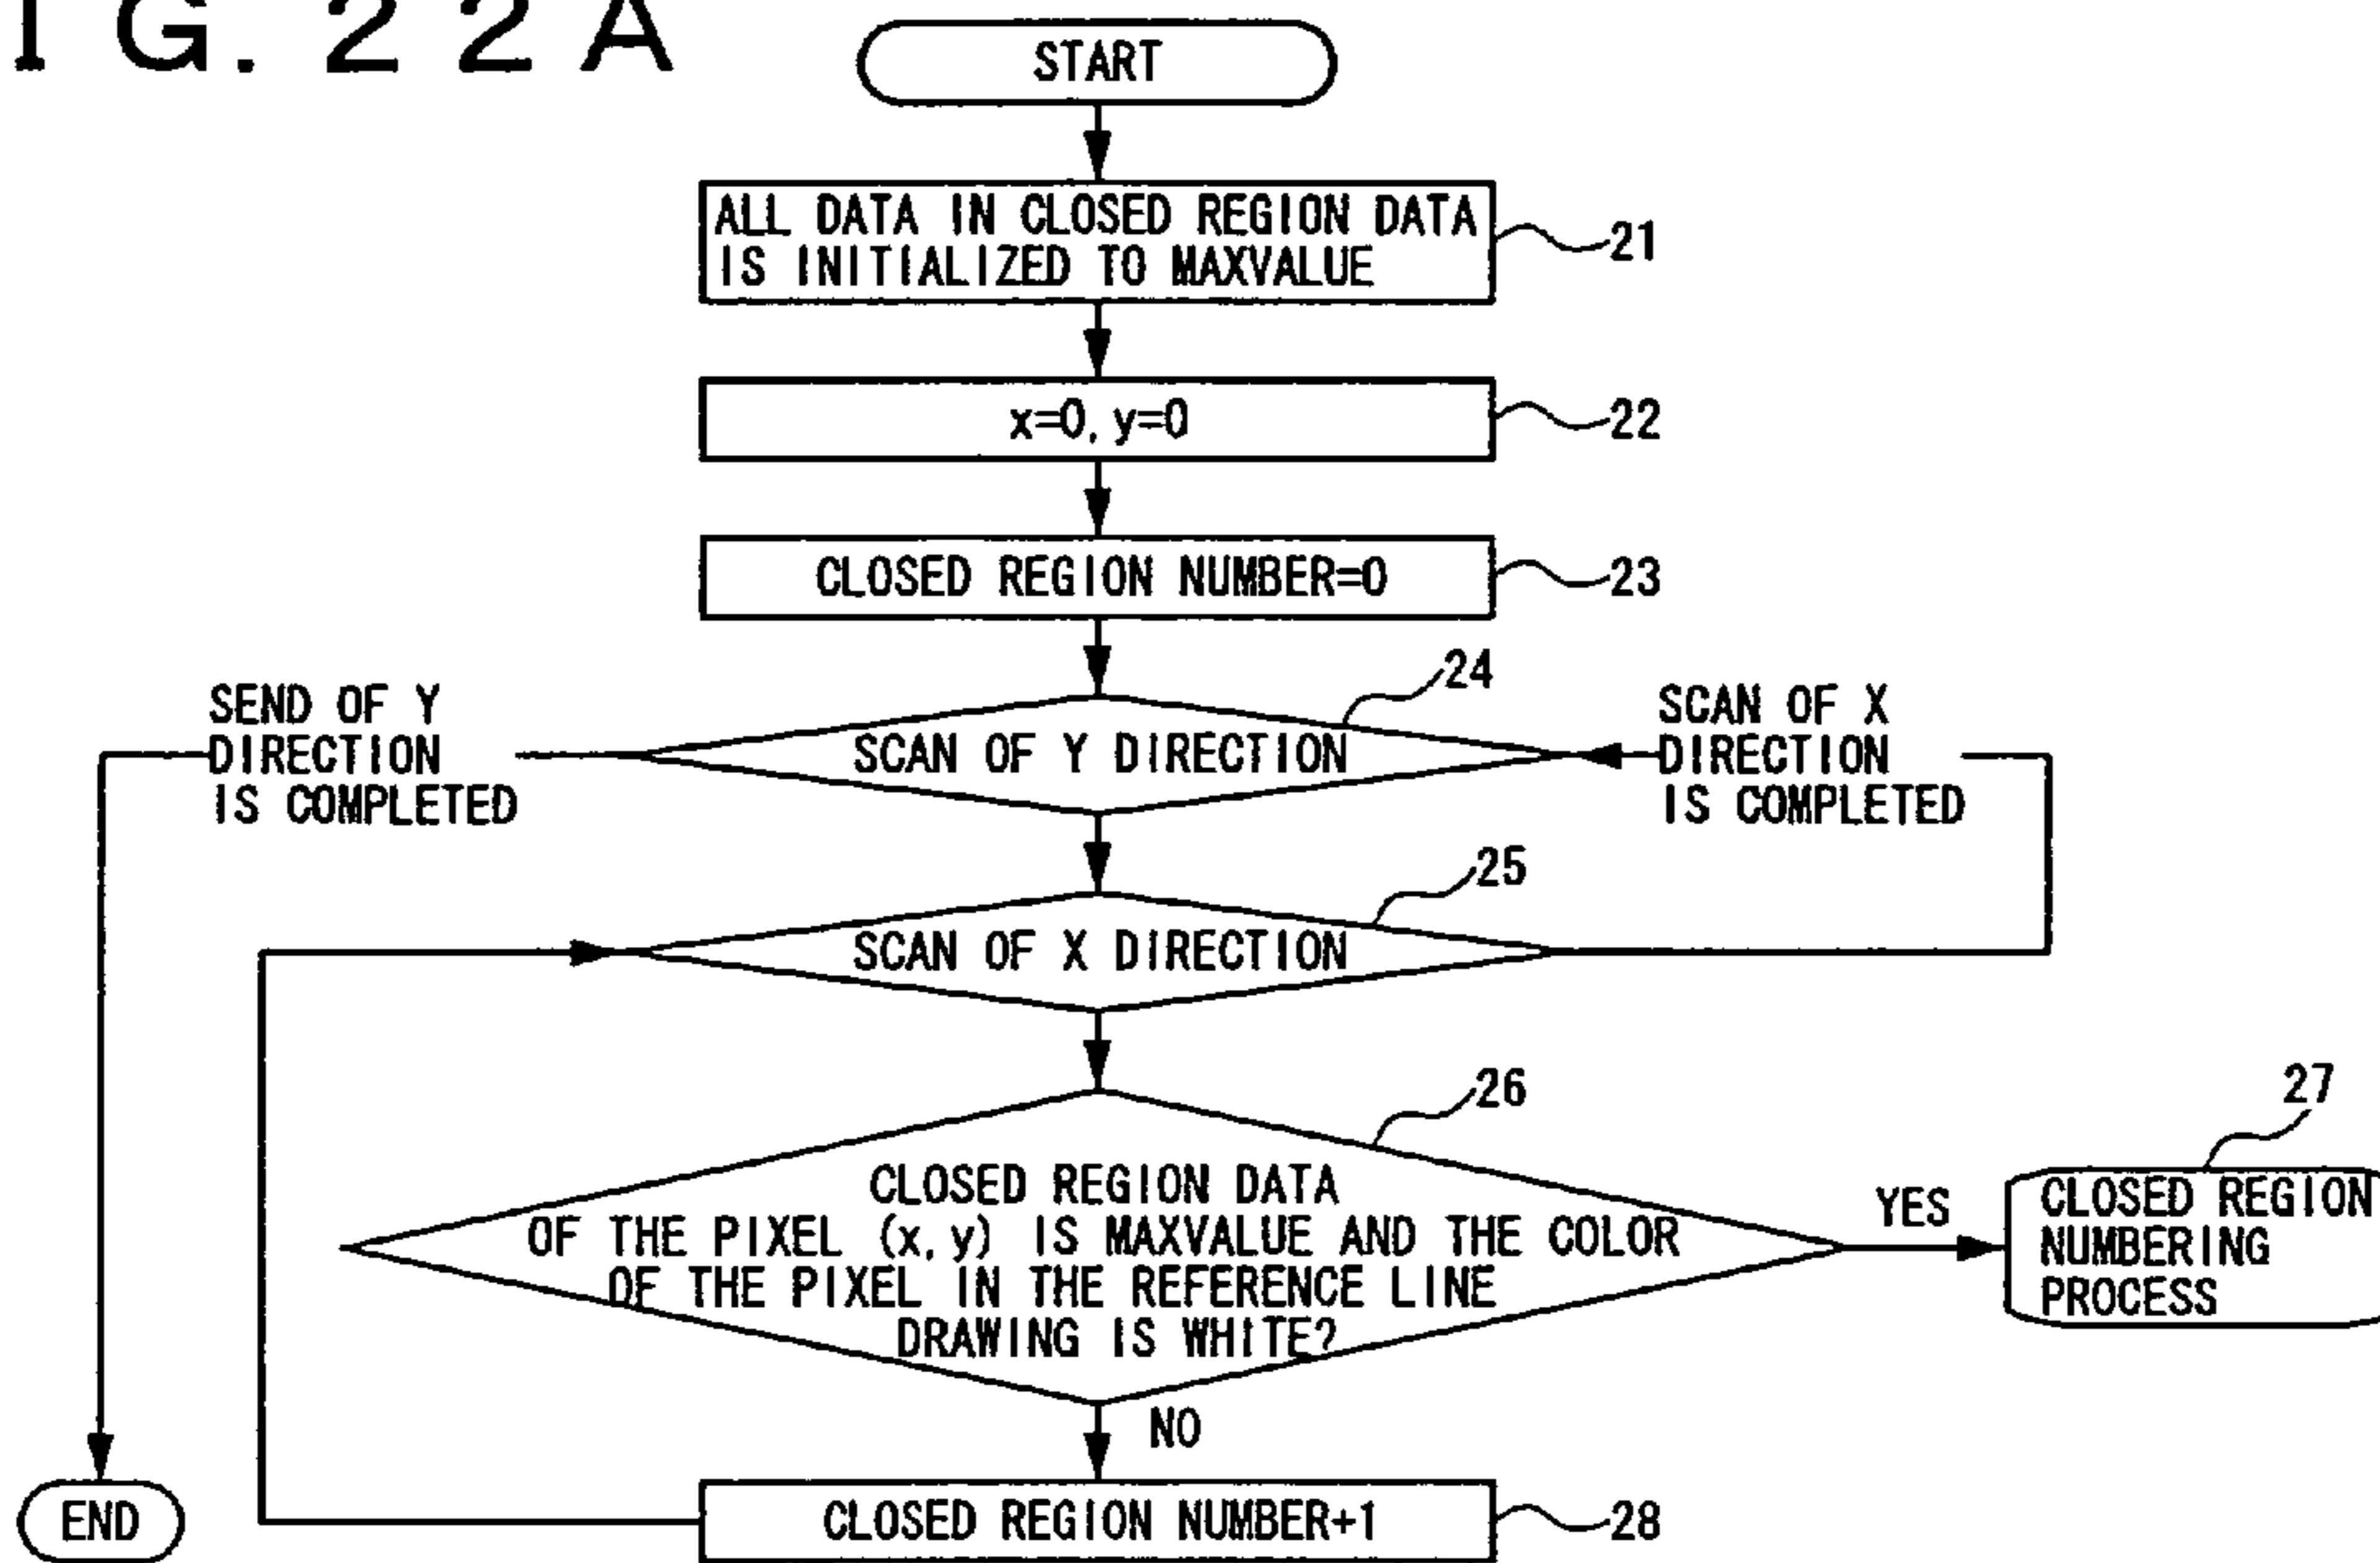 I G. 2 2 A
START
ALL DATA IN CLOSED REGION DATA
IS INITIALIZED TO MAXVALUE
21
x=0, y=0
22
CLOSED REGION NUMBER=0
23
24
SEND OF Y
DIRECTION
IS COMPLETED
SCAN OF Y DIRECTION
SCAN OF X
DIRECTION
IS COMPLETED
25
SCAN OF X DIRECTION
26
CLOSED REGION DATA
OF THE PIXEL (x, y) IS MAXVALUE AND THE COLOR
OF THE PIXEL IN THE REFERENCE LINE
DRAWING IS WHITE?
YES
27
CLOSED REGION
NUMBERING
PROCESS
NO
END
CLOSED REGION NUMBER+1
28